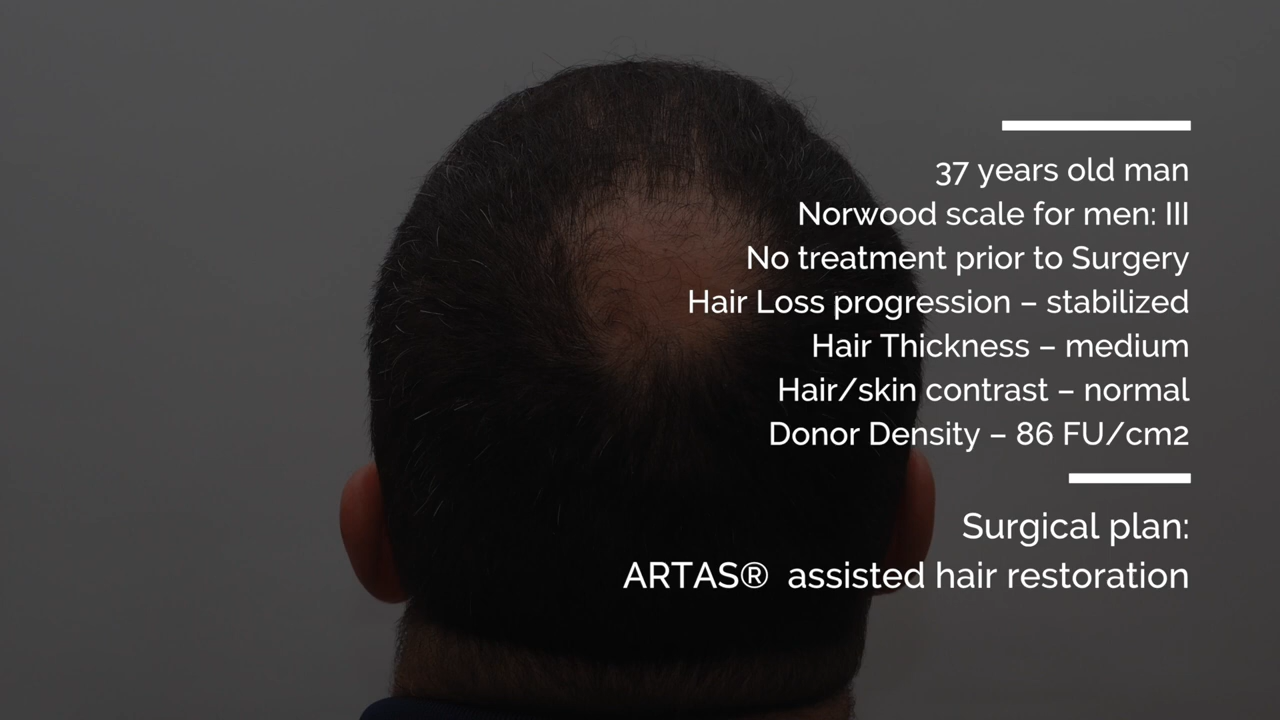 37 years old man
Norwood scale for men: III
No treatment prior to Surgery
Hair Loss progression – stabilized
Hair Thickness – medium
Hair/skin contrast – normal
Donor Density – 86 FU/cm2
Surgical plan:
ARTAS® assisted hair restoration